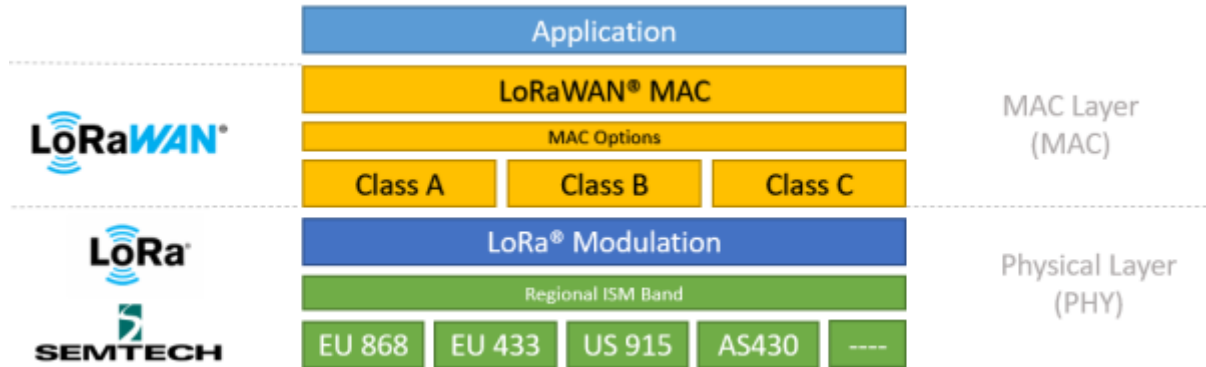 Application
LoRaWAN® MAC
MAC Options
Class A Class B Class C
LoRaWAN®
MAC Layer
(MAC)
LoRa® Modulation
Regional ISM Band
EU 868 EU 433 US 915 AS430 ----
LoRa®
SEMTECH
Physical Layer
(PHY)